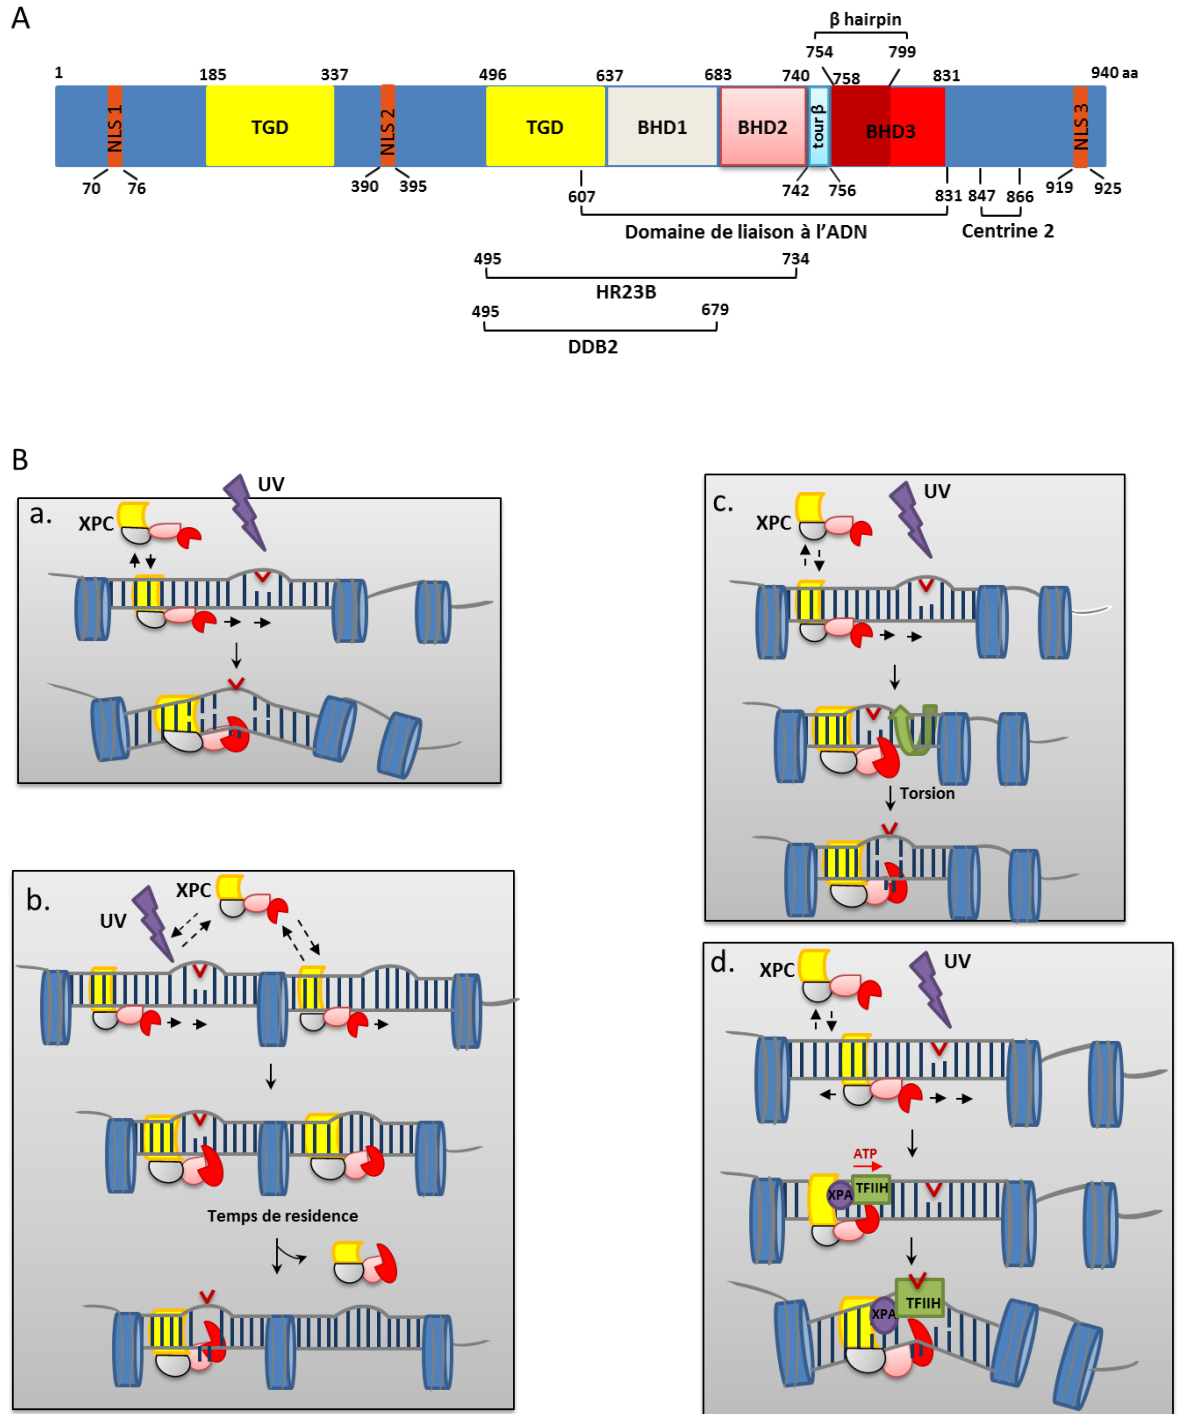 A
β hairpin
754 799
1 185 337 496 637 683 740 758 831 940 aa
NLS 1 TGD NLS 2 TGD BHD1 BHD2 tour β BHD3 NLS 3
70 76 390 395 607 742 756 831 847 866 919 925
Domaine de liaison à l'ADN Centrine 2
495 734
HR23B
495 679
DDB2
B
a.
UV
XPC
b.
XPC
UV
Temps de residence
c.
XPC
UV
Torsion
d.
XPC
UV
ATP
XPA TFIIH
XPA TFIIH